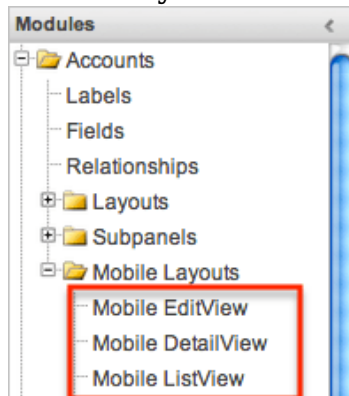 Modules
Accounts
Labels
Fields
Relationships
Layouts
Subpanels
Mobile Layouts
Mobile EditView
Mobile DetailView
Mobile ListView